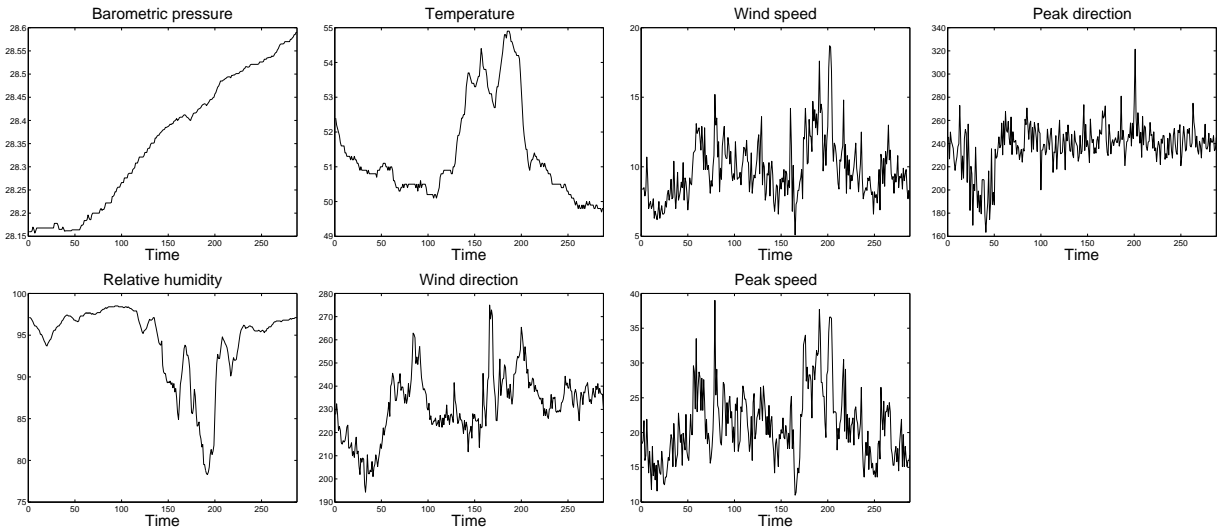 Barometric pressure
28.6
28.55
28.5
28.45
28.4
28.35
28.3
28.25
28.2
28.15
0 50 100 150 200 250
Time
Temperature
55
54
53
52
51
50
49
0 50 100 150 200 250
Time
Wind speed
20
15
10
5
0 50 100 150 200 250
Time
Peak direction
340
320
300
280
260
240
220
200
180
160
0 50 100 150 200 250
Time
Relative humidity
100
95
90
85
80
75
0 50 100 150 200 250
Time
Wind direction
280
270
260
250
240
230
220
210
200
190
0 50 100 150 200 250
Time
Peak speed
40
35
30
25
20
15
10
0 50 100 150 200 250
Time